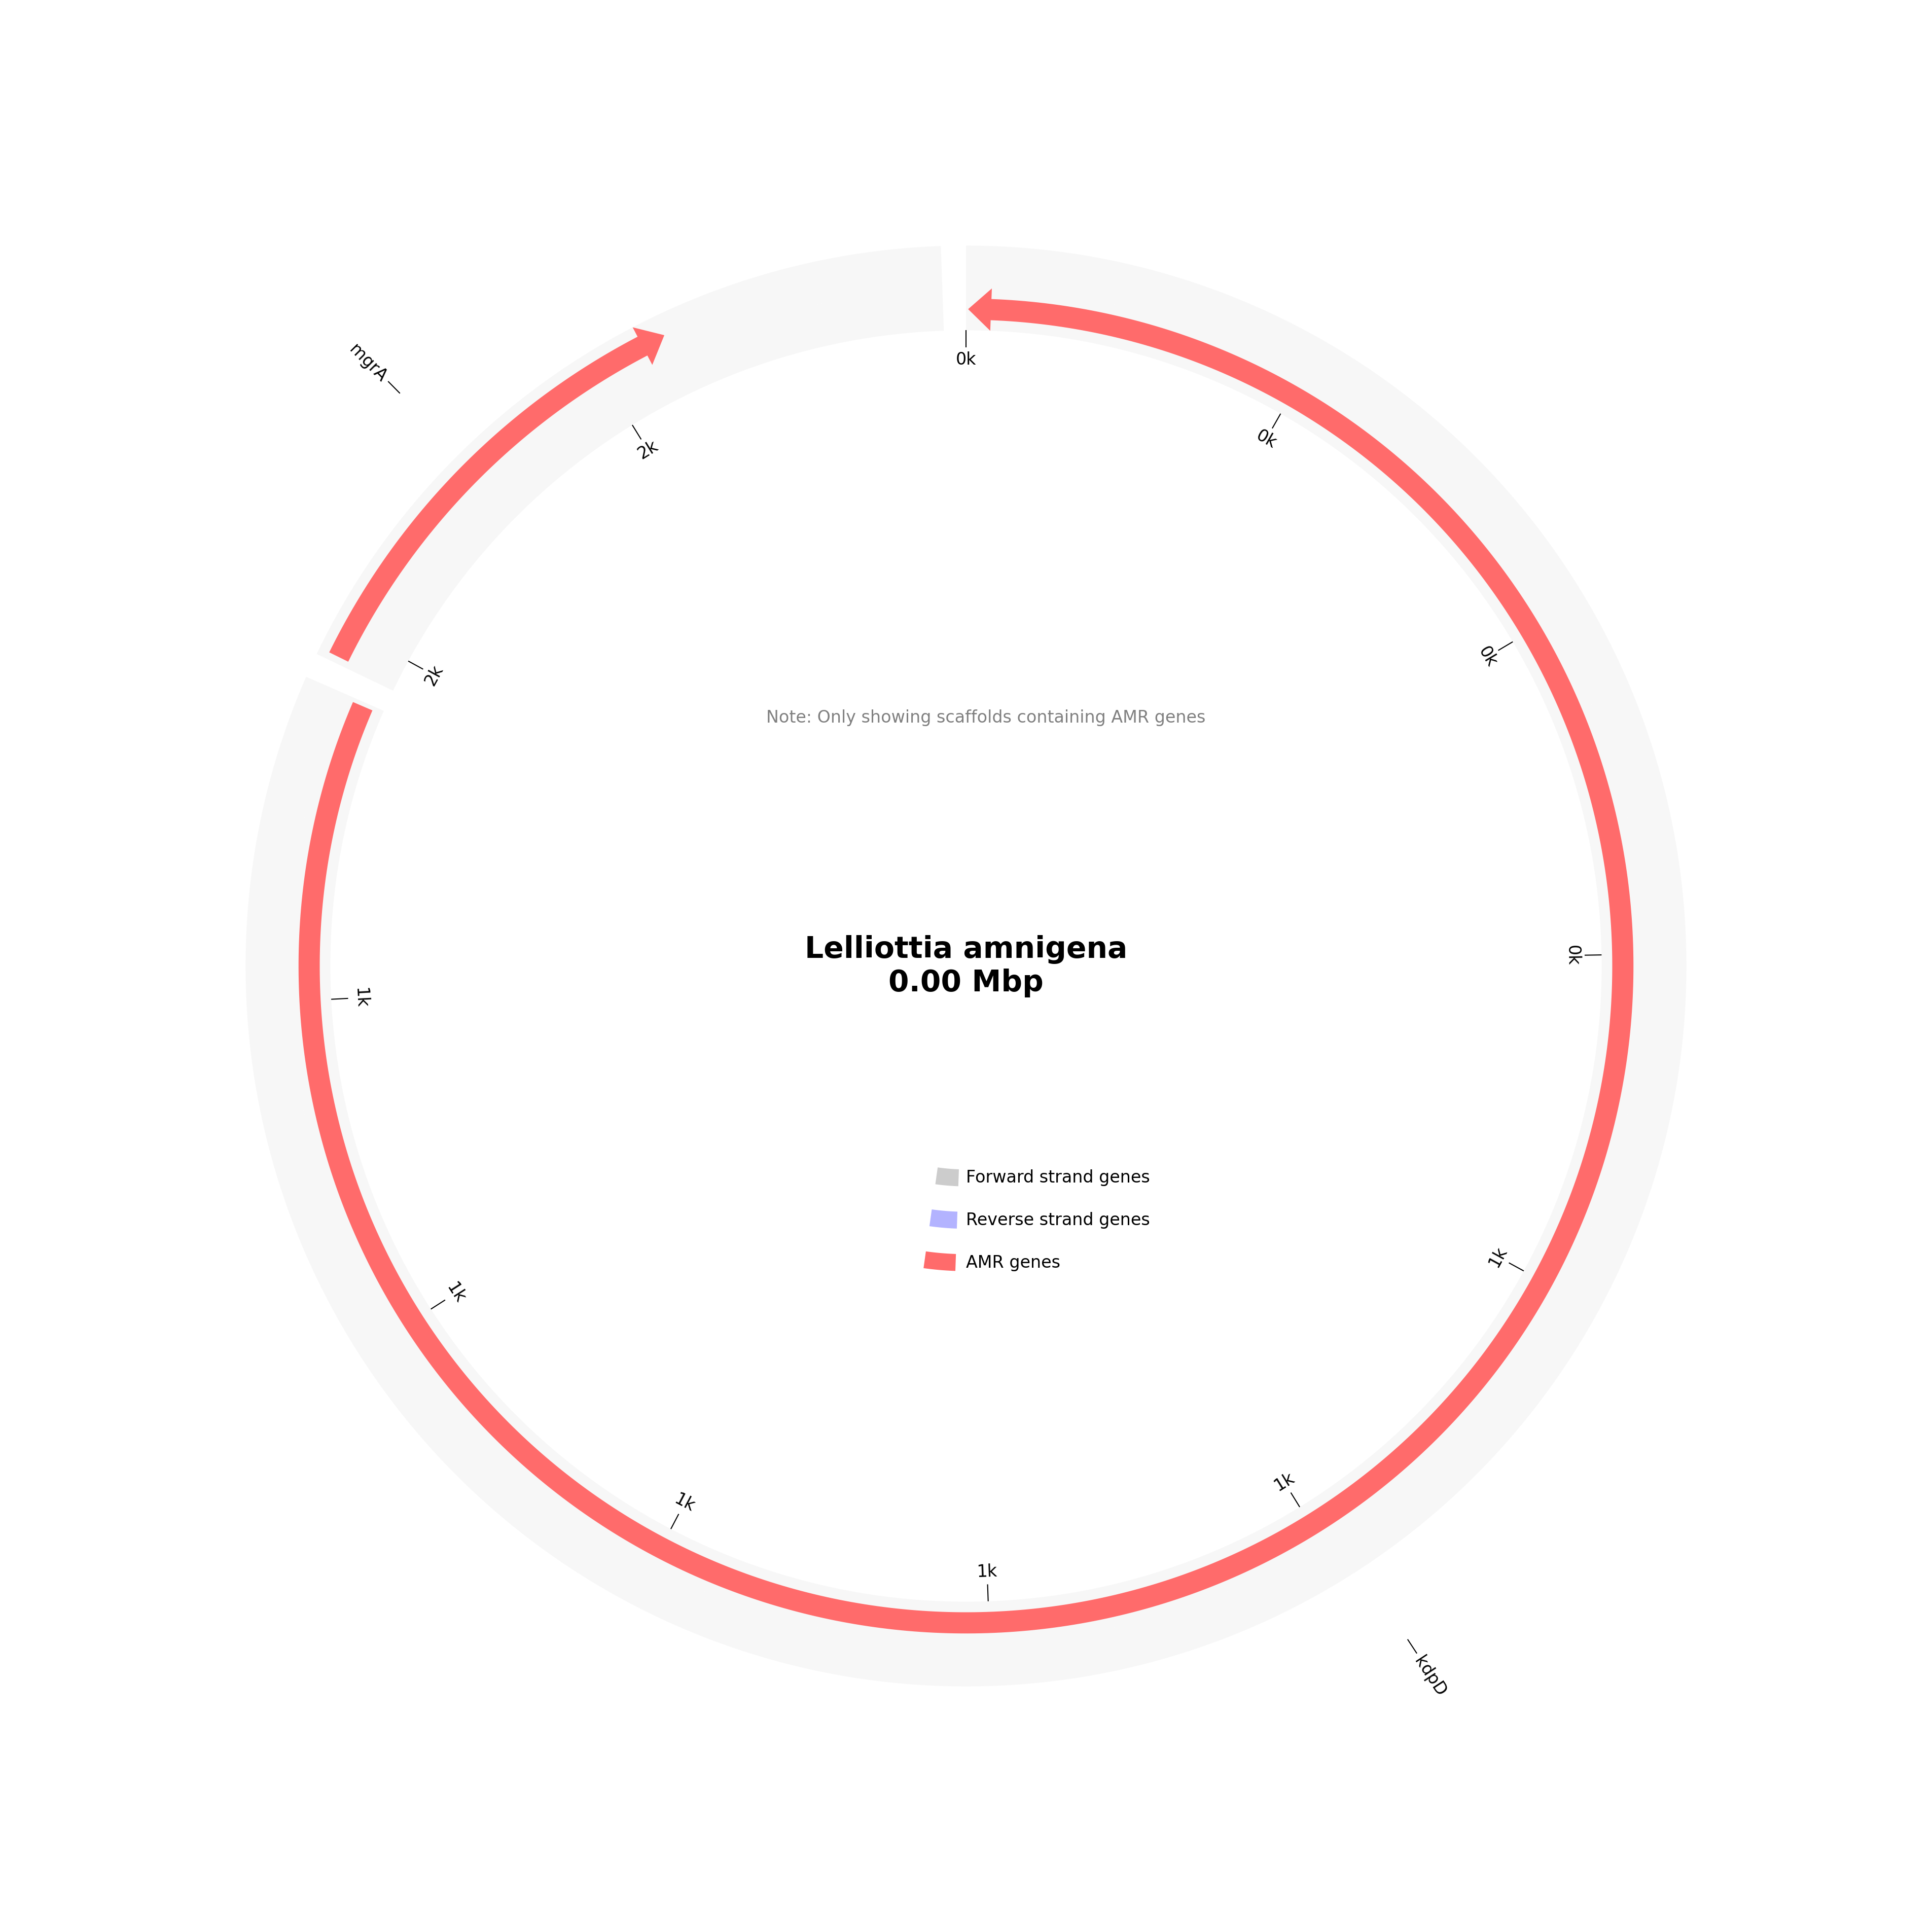 mgrA
0k
0k
2k
0k
2k
Note: Only showing scaffolds containing AMR genes
Lelliottia amnigena
0.00 Mbp
0k
1k
Forward strand genes
Reverse strand genes
AMR genes
1k
1k
1k
1k
1k
kdpD